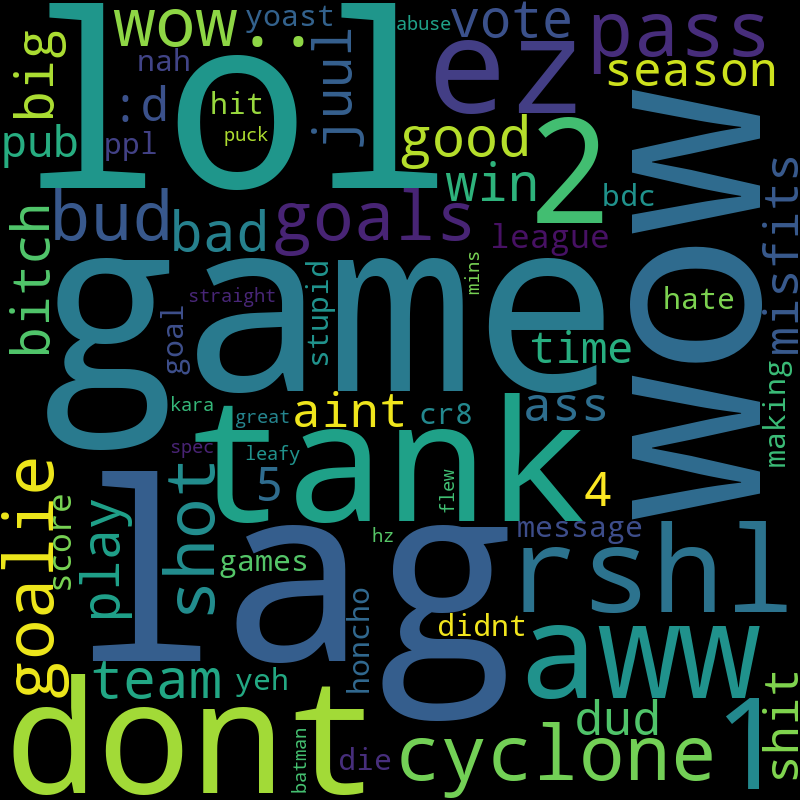 lol
wow..
yoast
abuse
vote
pass
big
nah
:d
hit
juul
ez
season
pub
ppl
puck
good
2
wow
bud
bad
goals
win
bdc
league
misfits
bitch
game
straight
stupid
mins
hate
goal
time
making
kara
great
aint
cr8
ass
spec
leafy
tank
5
4
flew
goalie
score
play
shot
lag
hz
message
games
rshl
honcho
didnt
aww
team
yeh
dont
batman
die
cyclone
dud
1
shit